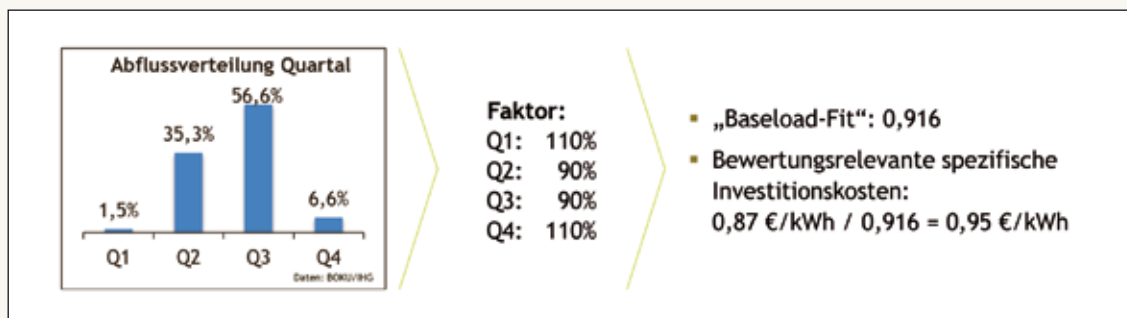 Abflussverteilung Quartal
56,6%
35,3%
1,5%
6,6%
Q1 Q2 Q3 Q4
Daten: BOKU/IHG
Faktor:
Q1: 110%
Q2: 90%
Q3: 90%
Q4: 110%
▪ „Baseload-Fit“: 0,916
▪ Bewertungsrelevante spezifische
Investitionskosten:
0,87 €/kWh / 0,916 = 0,95 €/kWh